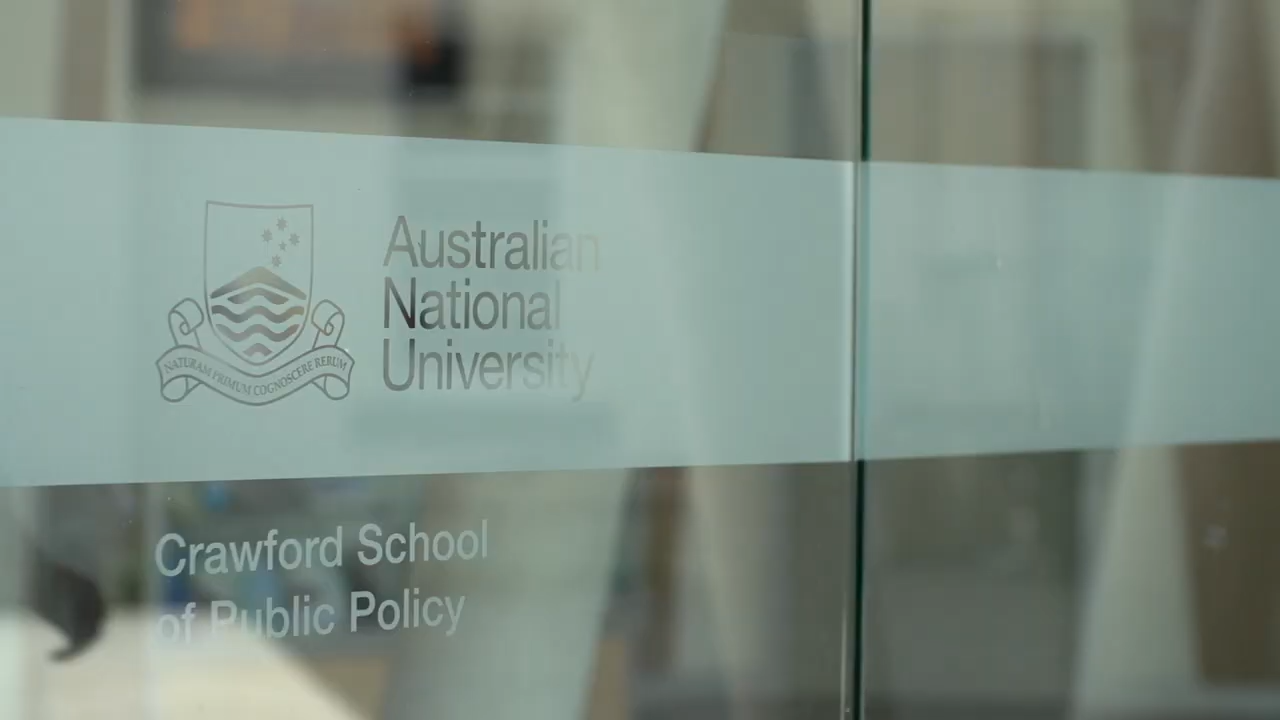 Australian
National
University
NATURAM PRIMUM COGNOSCERE RERUM
Crawford School
of Public Policy